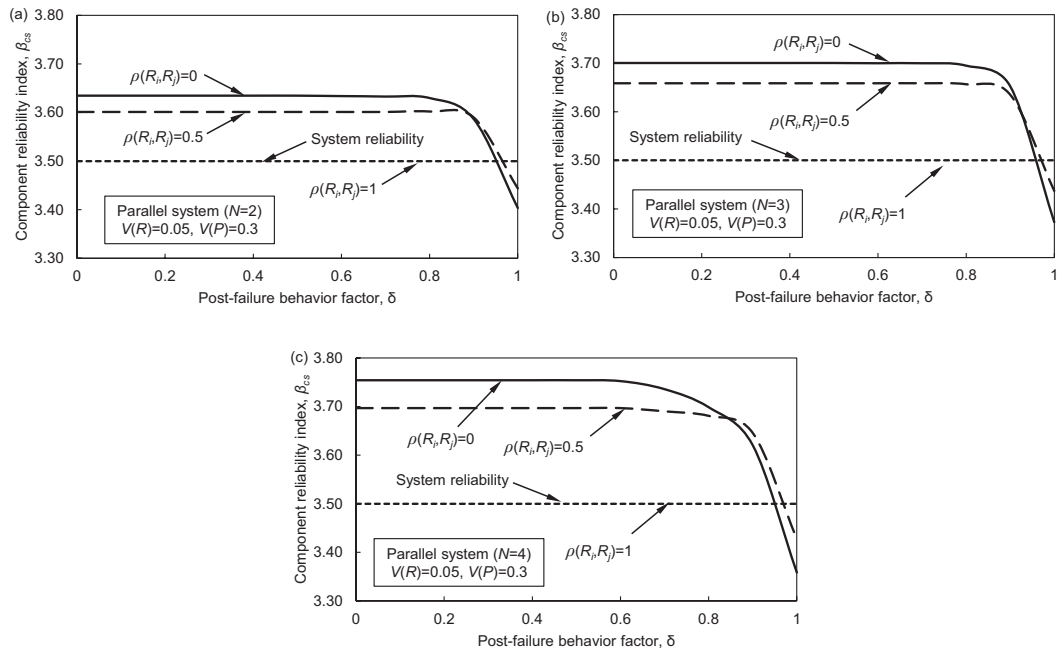 (a)
3.80
3.70
3.60
3.50
3.40
3.30
Component reliability index, βcs
ρ(Ri,Rj)=0
ρ(Ri,Rj)=0.5
System reliability
ρ(Ri,Rj)=1
Parallel system (N=2)
V(R)=0.05, V(P)=0.3
0 0.2 0.4 0.6 0.8 1
Post-failure behavior factor, δ
(b)
3.80
3.70
3.60
3.50
3.40
3.30
Component reliability index, βcs
ρ(Ri,Rj)=0
ρ(Ri,Rj)=0.5
System reliability
ρ(Ri,Rj)=1
Parallel system (N=3)
V(R)=0.05, V(P)=0.3
0 0.2 0.4 0.6 0.8 1
Post-failure behavior factor, δ
(c)
3.80
3.70
3.60
3.50
3.40
3.30
Component reliability index, βcs
ρ(Ri,Rj)=0
ρ(Ri,Rj)=0.5
System reliability
ρ(Ri,Rj)=1
Parallel system (N=4)
V(R)=0.05, V(P)=0.3
0 0.2 0.4 0.6 0.8 1
Post-failure behavior factor, δ